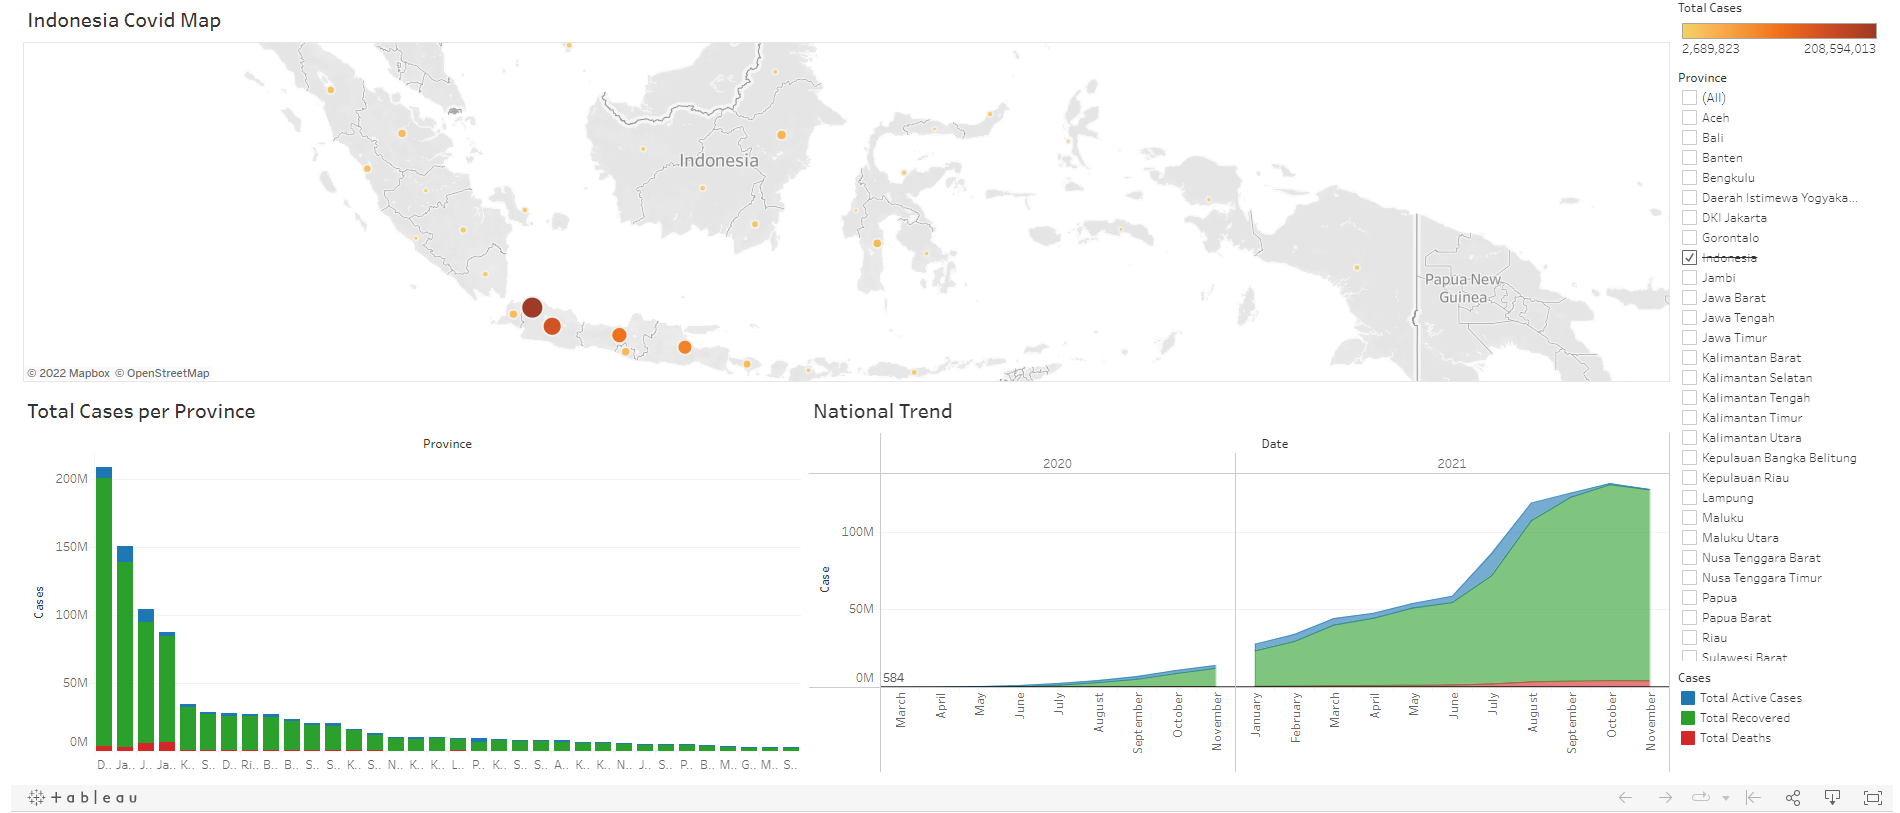 Indonesia Covid Map
Indonesia
Papua New
Guinea
© 2022 Mapbox © OpenStreetMap
Total Cases
2,689,823 208,594,013
Province
(All)
Aceh
Bali
Banten
Bengkulu
Daerah Istimewa Yogyaka...
DKI Jakarta
Gorontalo
Indonesia
Jambi
Jawa Barat
Jawa Tengah
Jawa Timur
Kalimantan Barat
Kalimantan Selatan
Kalimantan Tengah
Kalimantan Timur
Kalimantan Utara
Kepulauan Bangka Belitung
Kepulauan Riau
Lampung
Maluku
Maluku Utara
Nusa Tenggara Barat
Nusa Tenggara Timur
Papua
Papua Barat
Riau
Sulawesi Barat
Cases
Total Active Cases
Total Recovered
Total Deaths
Total Cases per Province
Province
Cases
200M
150M
100M
50M
0M
D.. Ja.. J.. Ja.. K.. S.. D.. Ri.. B.. B.. S.. S.. K.. S.. N.. K.. K.. L.. P.. K.. S.. S.. A.. K.. K.. N.. J.. S.. P.. B.. M.. G.. M.. S..
National Trend
Date
2020 2021
Case
100M
50M
0M
584
March April May June July August September October November January February March April May June July August September October November
+ableau